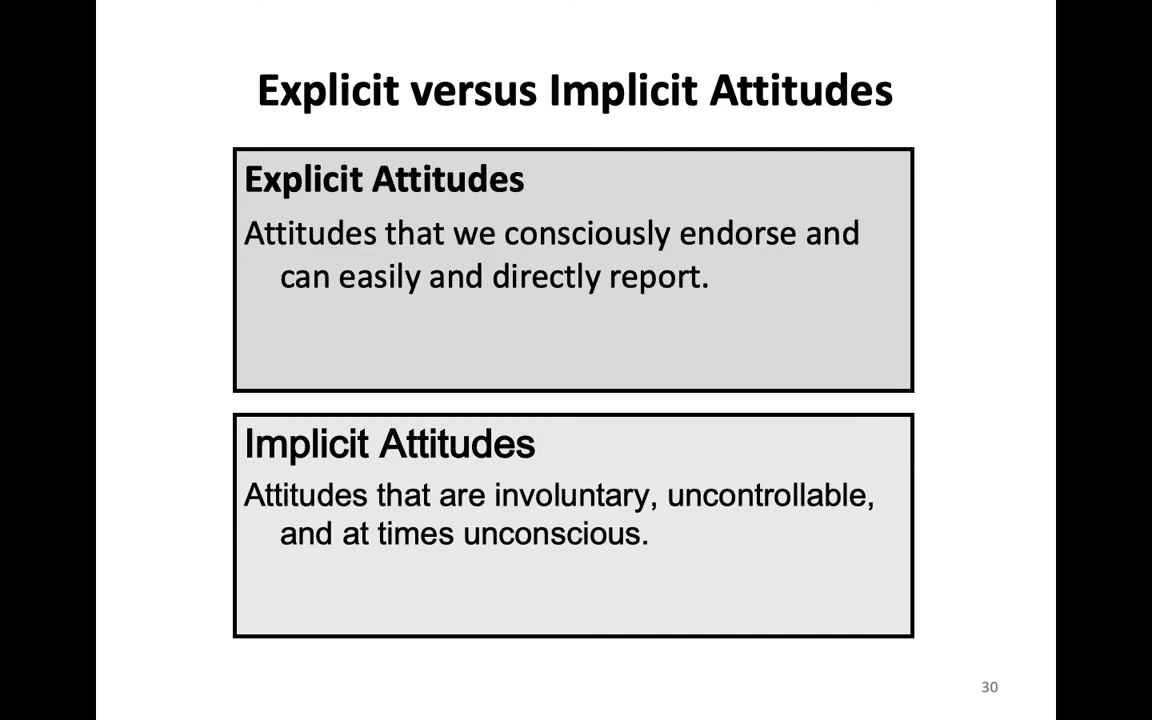 Explicit versus Implicit Attitudes
Explicit Attitudes
Attitudes that we consciously endorse and
can easily and directly report.
Implicit Attitudes
Attitudes that are involuntary, uncontrollable,
and at times unconscious.
30